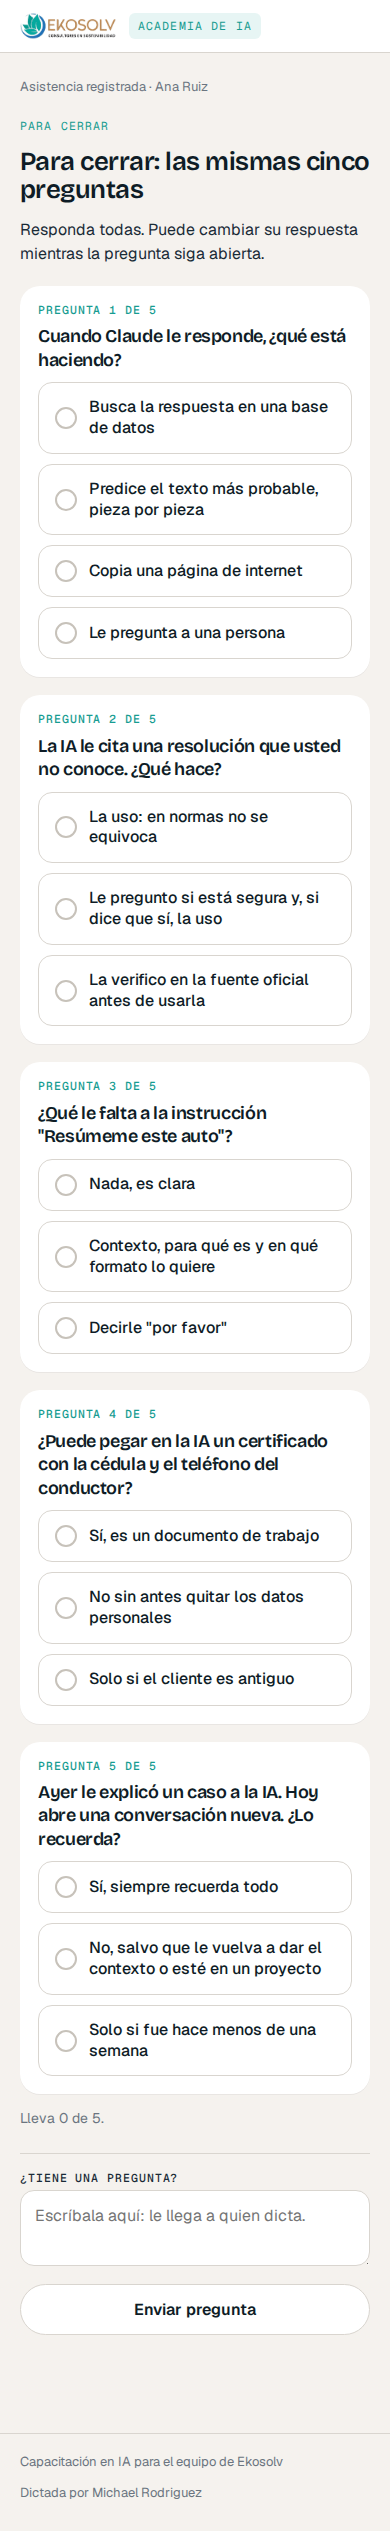 EKOSOLV
ACADEMIA DE IA
Asistencia registrada · Ana Ruiz
PARA CERRAR
Para cerrar: las mismas cinco
preguntas
Responda todas. Puede cambiar su respuesta
mientras la pregunta siga abierta.
PREGUNTA 1 DE 5
Cuando Claude le responde, ¿qué está
haciendo?
Busca la respuesta en una base
de datos
Predice el texto más probable,
pieza por pieza
Copia una página de internet
Le pregunta a una persona
PREGUNTA 2 DE 5
La IA le cita una resolución que usted
no conoce. ¿Qué hace?
La uso: en normas no se
equivoca
Le pregunto si está segura y, si
dice que sí, la uso
La verifico en la fuente oficial
antes de usarla
PREGUNTA 3 DE 5
¿Qué le falta a la instrucción
"Resúmeme este auto"?
Nada, es clara
Contexto, para qué es y en qué
formato lo quiere
Decirle "por favor"
PREGUNTA 4 DE 5
¿Puede pegar en la IA un certificado
con la cédula y el teléfono del
conductor?
Sí, es un documento de trabajo
No sin antes quitar los datos
personales
Solo si el cliente es antiguo
PREGUNTA 5 DE 5
Ayer le explicó un caso a la IA. Hoy
abre una conversación nueva. ¿Lo
recuerda?
Sí, siempre recuerda todo
No, salvo que le vuelva a dar el
contexto o esté en un proyecto
Solo si fue hace menos de una
semana
Lleva 0 de 5.
¿TIENE UNA PREGUNTA?
Escríbala aquí: le llega a quien dicta.
Enviar pregunta
Capacitación en IA para el equipo de Ekosolv
Dictada por Michael Rodriguez